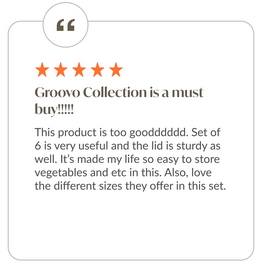 Groovo Collection is a must
buy!!!!!
This product is too goodddddd. Set of
6 is very useful and the lid is sturdy as
well. It's made my life so easy to store
vegetables and etc in this. Also, love
the different sizes they offer in this set.